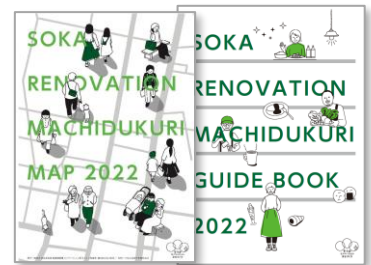 SOKA
RENOVATION
MACHIDUKURI
MAP 2022
SOKA
RENOVATION
MACHIDUKURI
GUIDE BOOK
2022